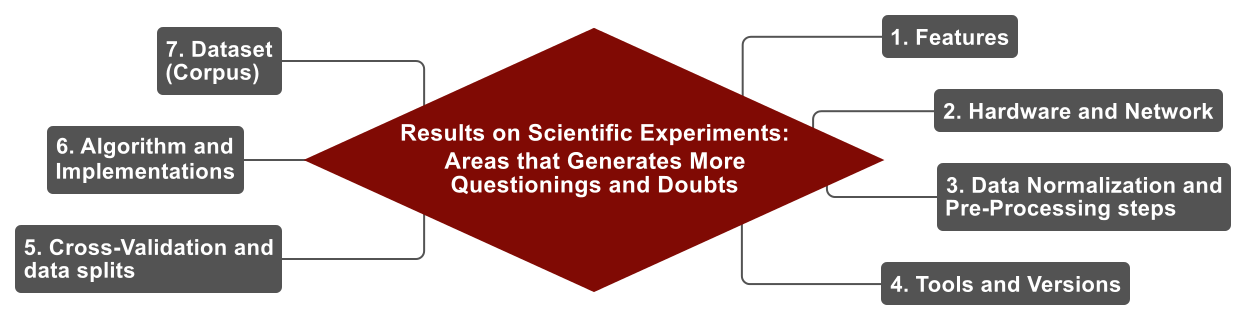 Results on Scientific Experiments:
Areas that Generates More
Questionings and Doubts
1. Features
2. Hardware and Network
3. Data Normalization and
Pre-Processing steps
4. Tools and Versions
5. Cross-Validation and
data splits
6. Algorithm and
Implementations
7. Dataset
(Corpus)